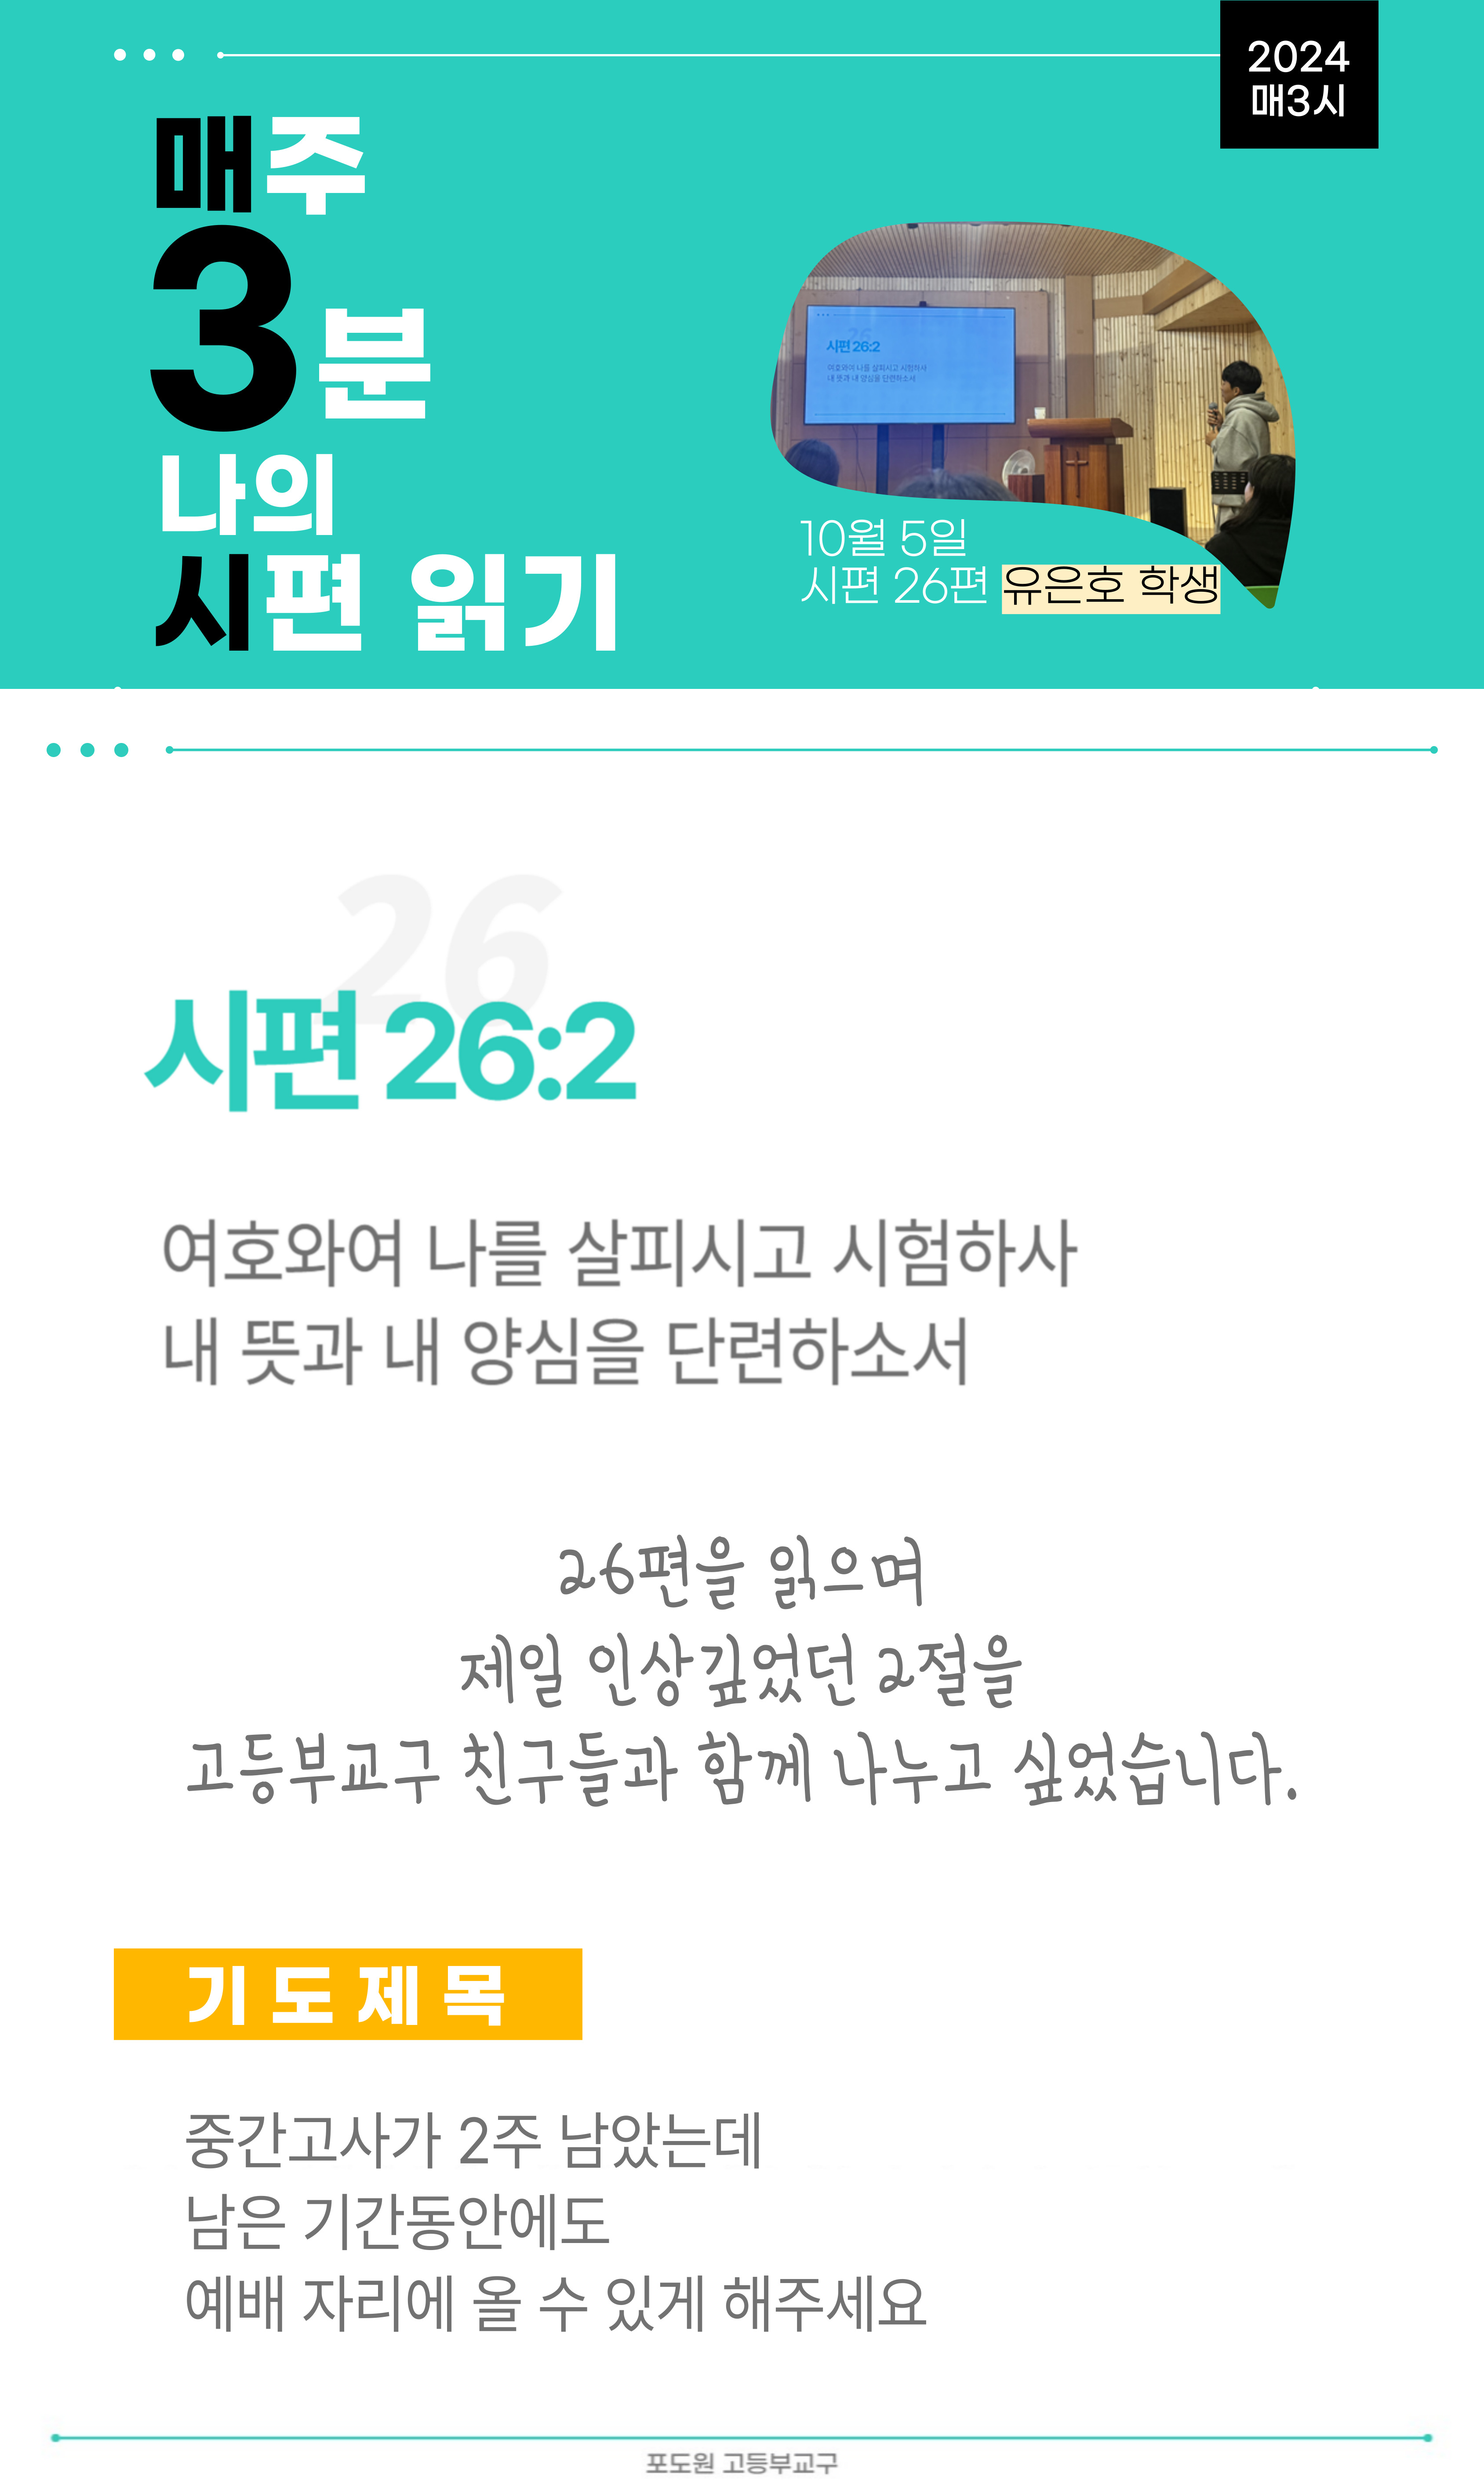 2024
매3시
매주
3분
나의
시편 읽기
시편 26:2
여호와여 나를 살피시고 시험하사
내 뜻과 내 양심을 단련하소서
10월 5일
시편 26편 유은호 학생
26
시편 26:2
여호와여 나를 살피시고 시험하사
내 뜻과 내 양심을 단련하소서
26편을 읽으며
제일 인상깊었던 2절을
고등부교구 친구들과 함께 나누고 싶었습니다.
기도제목
중간고사가 2주 남았는데
남은 기간동안에도
예배 자리에 올 수 있게 해주세요
포도원 고등부교구